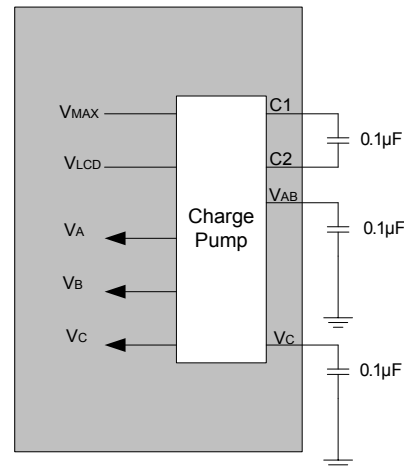 VMAX
C1
0.1µF
VLCD
C2
VAB
Charge
Pump
VA
0.1µF
VB
VC
VC
0.1µF